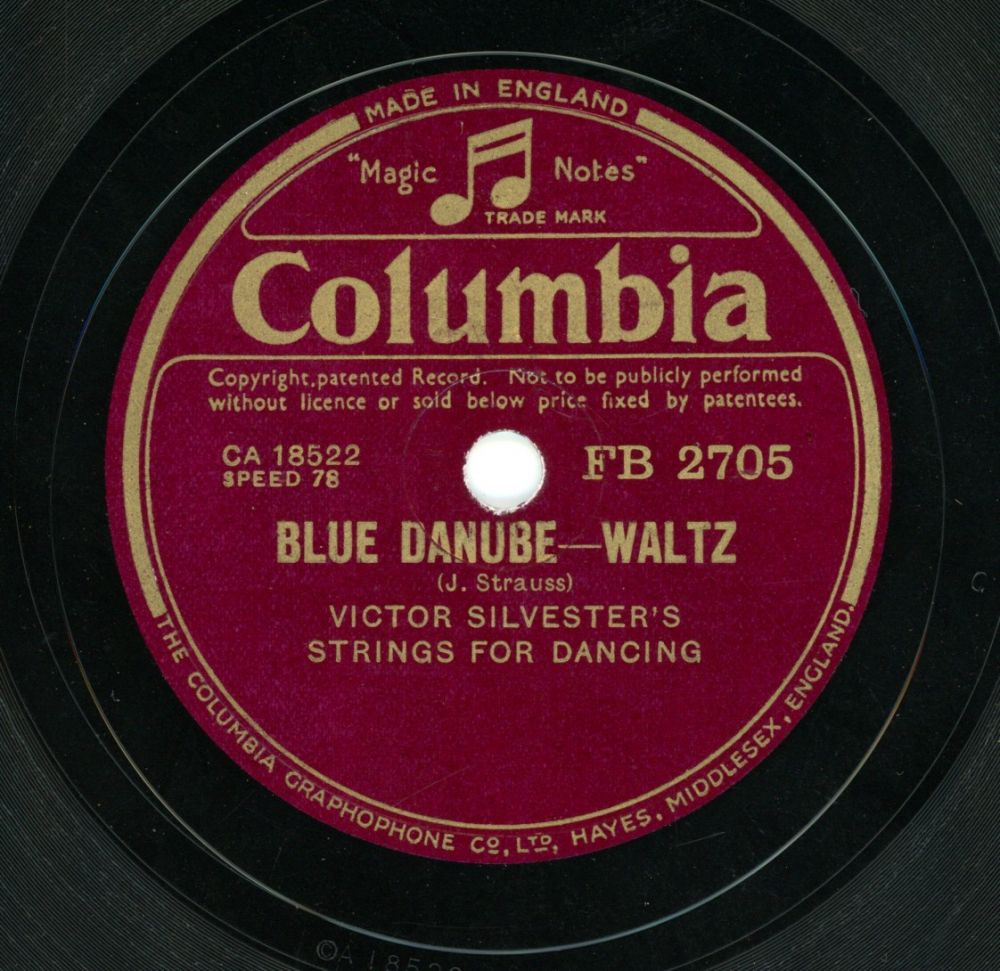 MADE IN ENGLAND
"Magic Notes"
TRADE MARK
Columbia
Copyright, patented Record. Not to be publicly performed
without licence or sold below price fixed by patentees.
CA 18522 FB 2705
SPEED 78
BLUE DANUBE—WALTZ
(J. Strauss)
VICTOR SILVESTER'S
STRINGS FOR DANCING
THE COLUMBIA GRAPHOPHONE CO, LTD, HAYES, MIDDLESEX, ENGLAND.
CA 18522